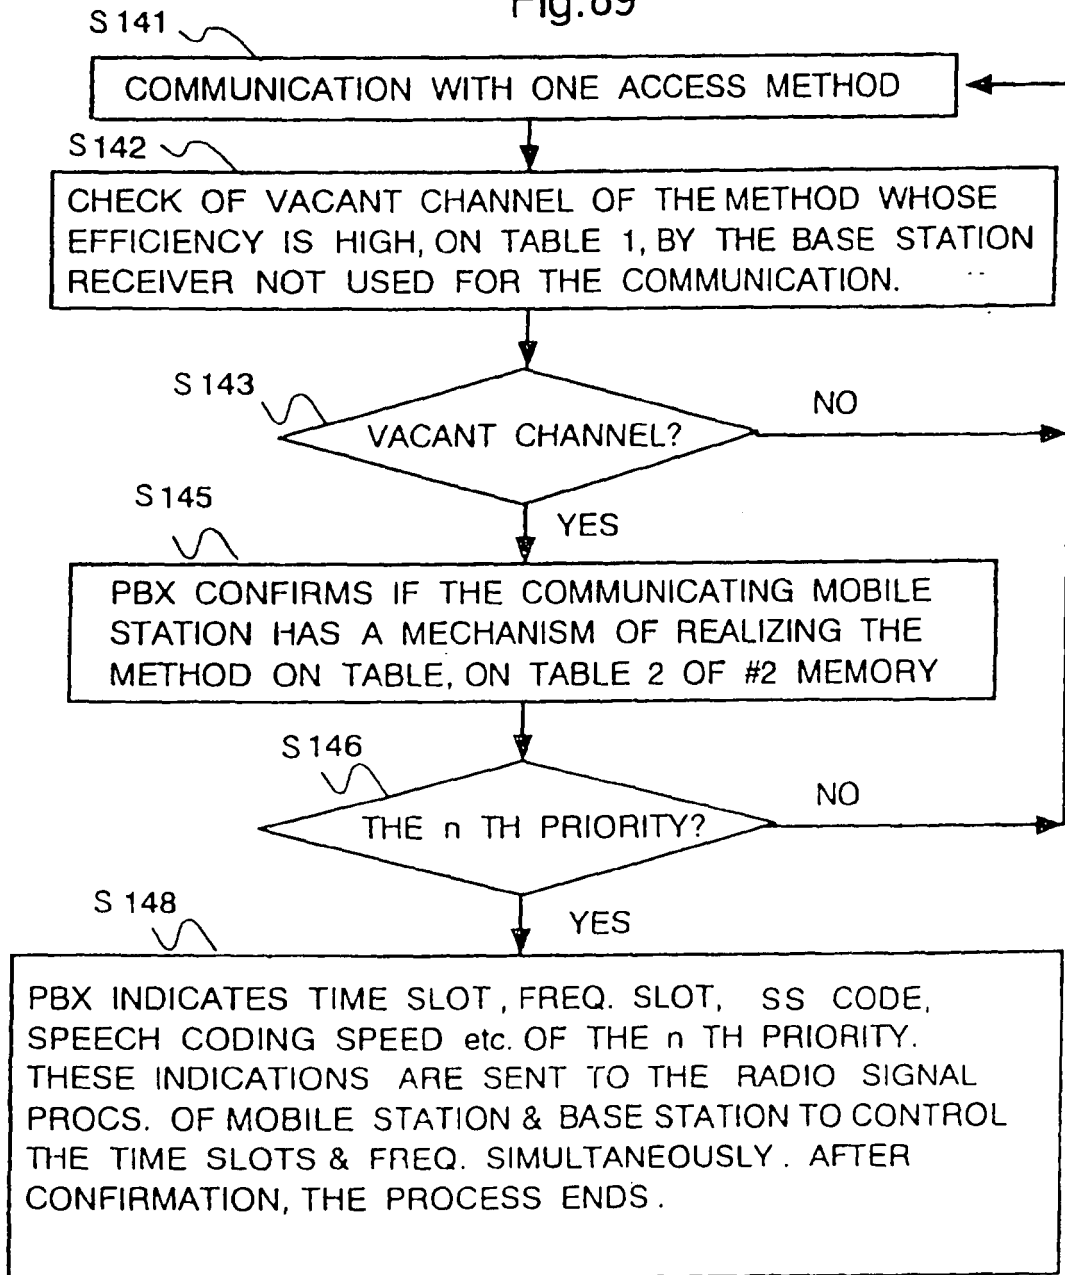 Fig.89
S141
COMMUNICATION WITH ONE ACCESS METHOD
S142
CHECK OF VACANT CHANNEL OF THE METHOD WHOSE
EFFICIENCY IS HIGH, ON TABLE 1, BY THE BASE STATION
RECEIVER NOT USED FOR THE COMMUNICATION.
S143
VACANT CHANNEL?
NO
YES
S145
PBX CONFIRMS IF THE COMMUNICATING MOBILE
STATION HAS A MECHANISM OF REALIZING THE
METHOD ON TABLE, ON TABLE 2 OF #2 MEMORY
S146
THE n TH PRIORITY?
NO
YES
S148
PBX INDICATES TIME SLOT, FREQ. SLOT, SS CODE,
SPEECH CODING SPEED etc. OF THE n TH PRIORITY.
THESE INDICATIONS ARE SENT TO THE RADIO SIGNAL
PROCS. OF MOBILE STATION & BASE STATION TO CONTROL
THE TIME SLOTS & FREQ. SIMULTANEOUSLY. AFTER
CONFIRMATION, THE PROCESS ENDS.